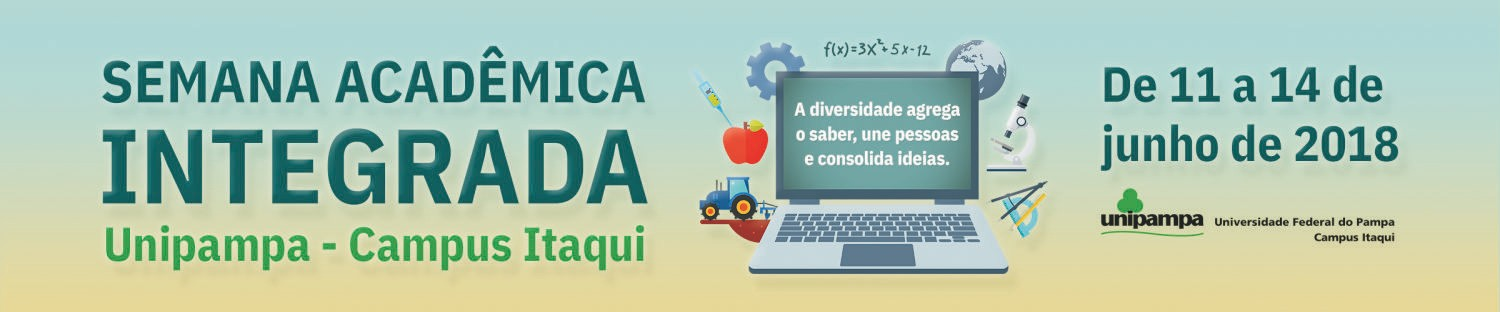 SEMANA ACADÊMICA
INTEGRADA
Unipampa - Campus Itaqui
f(x)=3x²+5x-12
A diversidade agrega
o saber, une pessoas
e consolida ideias.
De 11 a 14 de
junho de 2018
unipampa
Universidade Federal do Pampa
Campus Itaqui